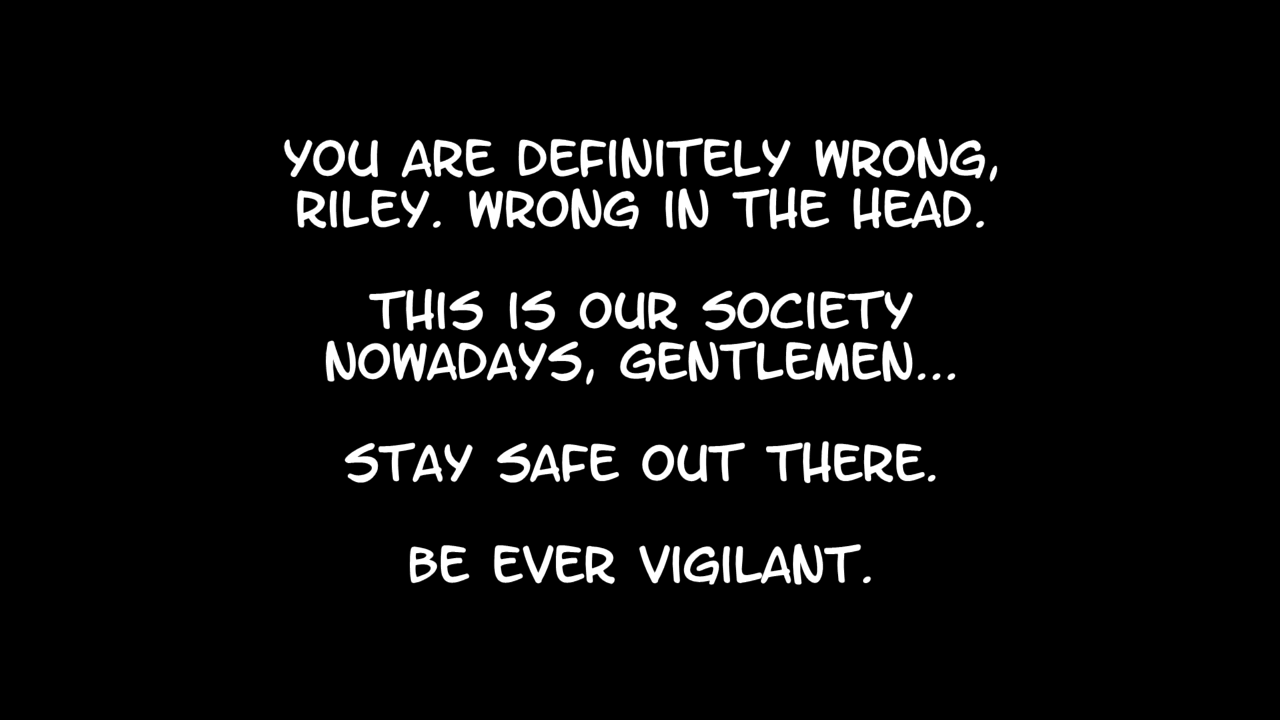 YOU ARE DEFINITELY WRONG,
RILEY. WRONG IN THE HEAD.
THIS IS OUR SOCIETY
NOWADAYS, GENTLEMEN...
STAY SAFE OUT THERE.
BE EVER VIGILANT.